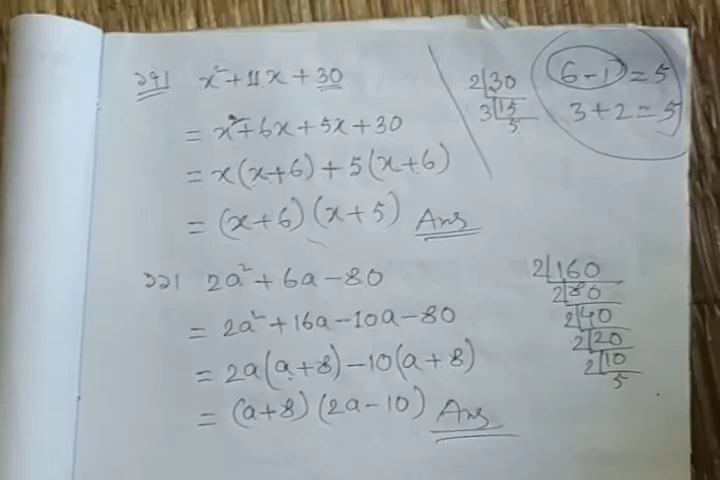 ২১। x² + 11x + 30
= x² + 6x + 5x + 30
= x(x+6) + 5(x+6)
= (x+6) (x+5) Ans
2 30
3 15
5
6-1 = 5
3+2 = 5
২২। 2a² + 6a - 80
= 2a² + 16a - 10a - 80
= 2a(a+8) - 10(a+8)
= (a+8) (2a-10) Ans
2 160
2 80
2 40
2 20
2 10
5